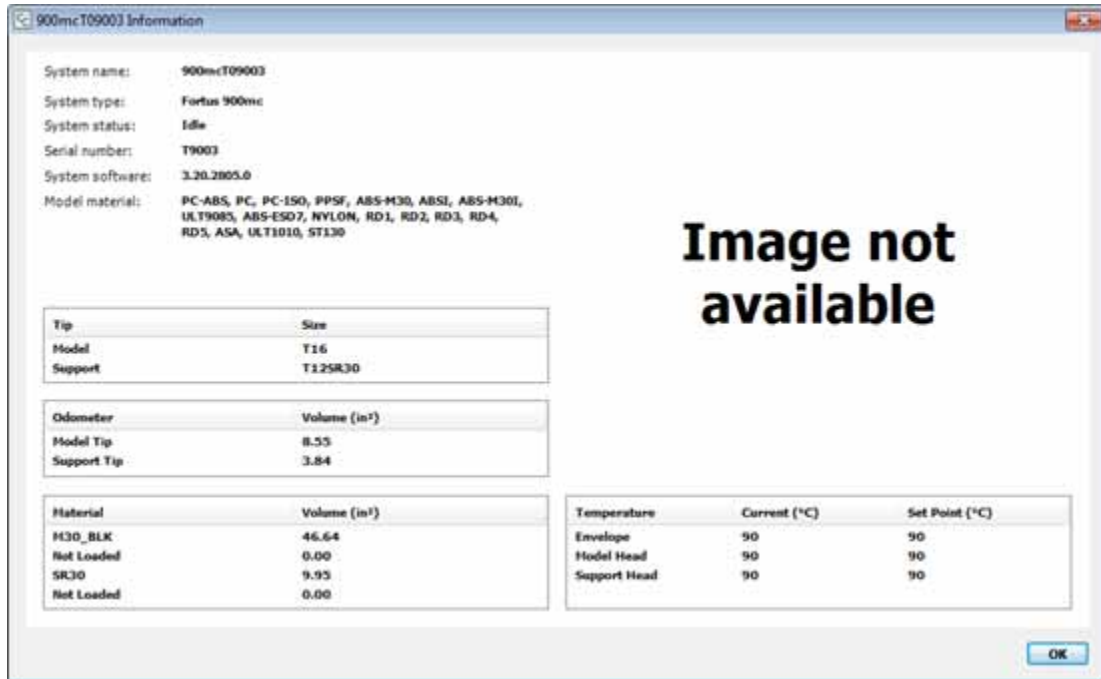 900mcT09003 Information
System name: 900mcT09003
System type: Fortus 900mc
System status: Idle
Serial number: T9003
System software: 3.20.2805.0
Model material: PC-ABS, PC, PC-ISO, PPSF, ABS-M30, ABSI, ABS-M30I,
ULT9085, ABS-ESD7, NYLON, RD1, RD2, RD3, RD4,
RD5, ASA, ULT1010, ST130
Image not
available
Tip Size
Model T16
Support T12SR30
Odometer Volume (in³)
Model Tip 8.55
Support Tip 3.84
Material Volume (in³)
M30_BLK 46.64
Not Loaded 0.00
SR30 9.95
Not Loaded 0.00
Temperature Current (°C) Set Point (°C)
Envelope 90 90
Model Head 90 90
Support Head 90 90
OK